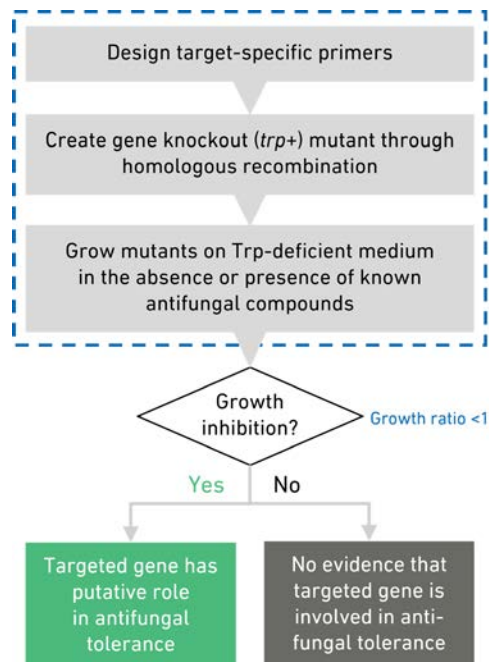 Design target-specific primers
Create gene knockout (trp+) mutant through
homologous recombination
Grow mutants on Trp-deficient medium
in the absence or presence of known
antifungal compounds
Growth
inhibition?
Growth ratio <1
Yes
No
Targeted gene has
putative role
in antifungal
tolerance
No evidence that
targeted gene is
involved in anti-
fungal tolerance